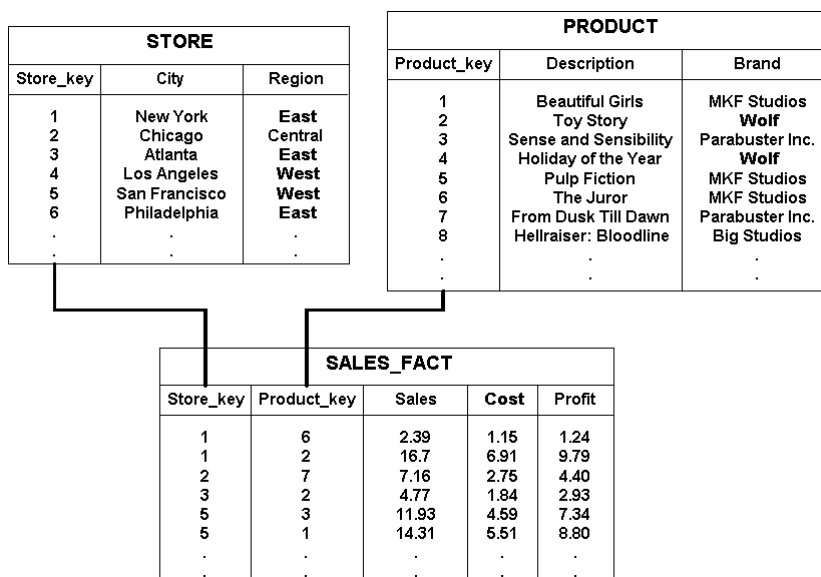 STORE
Store_key City Region
1 New York East
2 Chicago Central
3 Atlanta East
4 Los Angeles West
5 San Francisco West
6 Philadelphia East
. . .
. . .
PRODUCT
Product_key Description Brand
1 Beautiful Girls MKF Studios
2 Toy Story Wolf
3 Sense and Sensibility Parabuster Inc.
4 Holiday of the Year Wolf
5 Pulp Fiction MKF Studios
6 The Juror MKF Studios
7 From Dusk Till Dawn Parabuster Inc.
8 Hellraiser: Bloodline Big Studios
. . .
. . .
SALES_FACT
Store_key Product_key Sales Cost Profit
1 6 2.39 1.15 1.24
1 2 16.7 6.91 9.79
2 7 7.16 2.75 4.40
3 2 4.77 1.84 2.93
5 3 11.93 4.59 7.34
5 1 14.31 5.51 8.80
. . . . .
. . . . .